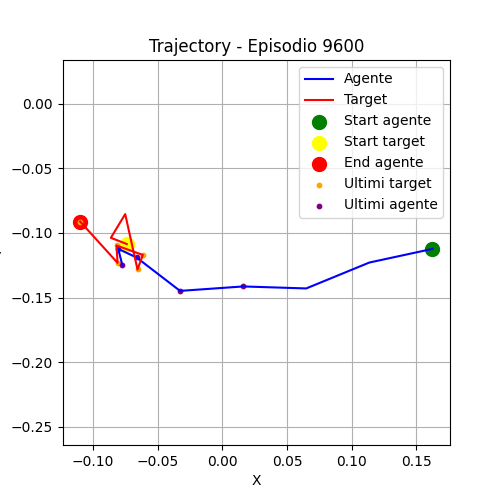 Trajectory - Episodio 9600
Agente
Target
Start agente
Start target
End agente
Ultimi target
Ultimi agente
0.00
−0.05
−0.10
−0.15
−0.20
−0.25
−0.10
−0.05
0.00
0.05
0.10
0.15
X